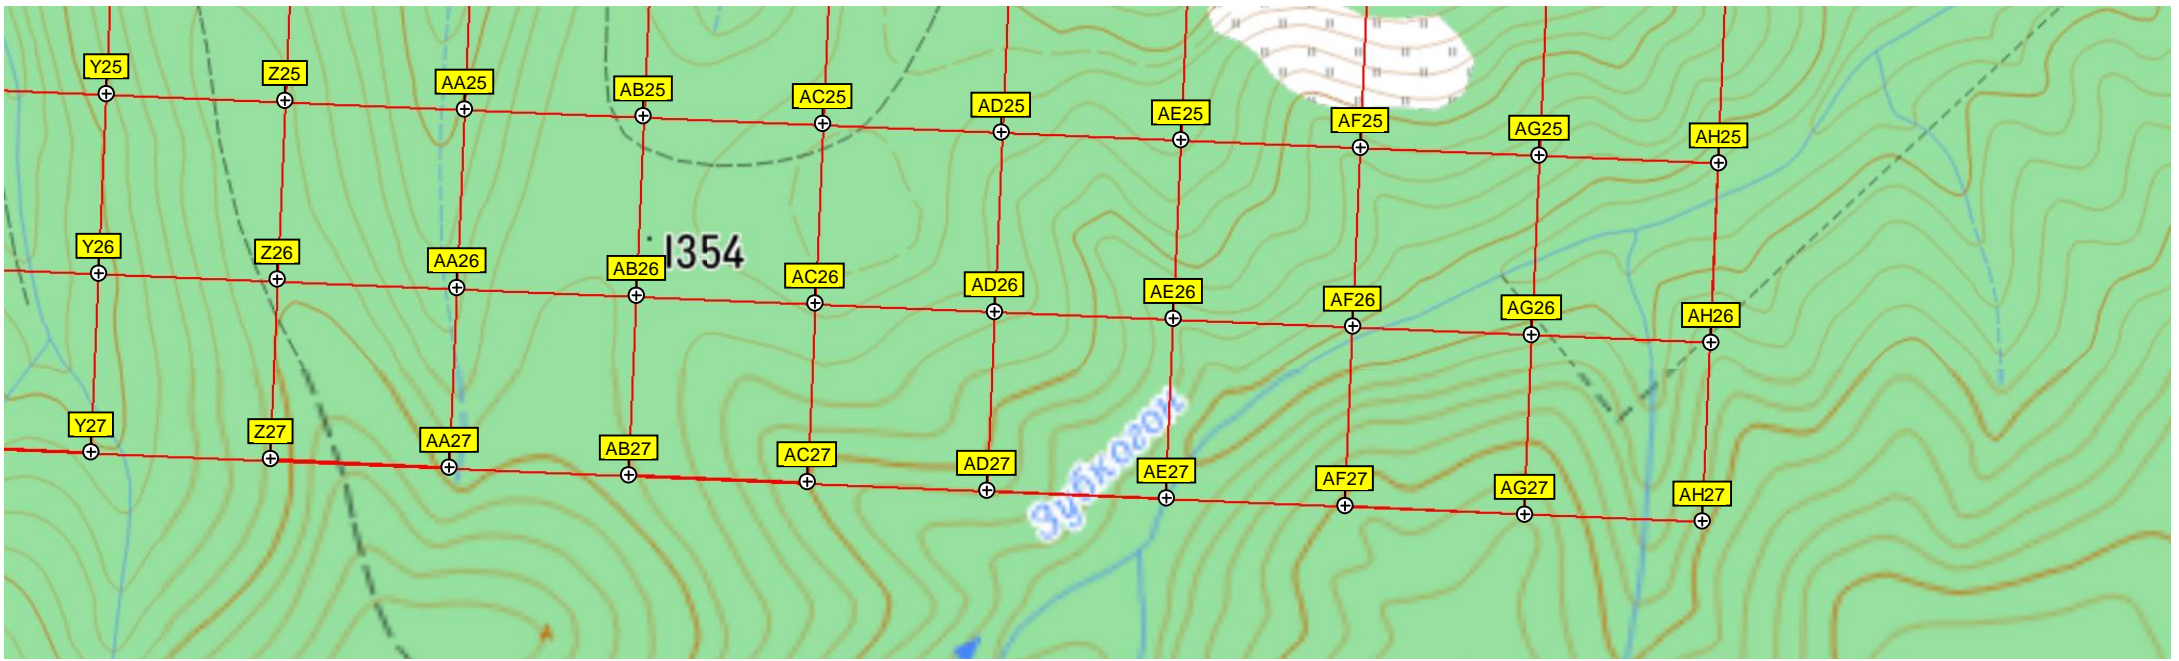 Y25 Z25 AA25 AB25 AC25 AD25 AE25 AF25 AG25 AH25
1354
Y26 Z26 AA26 AB26 AC26 AD26 AE26 AF26 AG26 AH26
Зубкогон
Y27 Z27 AA27 AB27 AC27 AD27 AE27 AF27 AG27 AH27